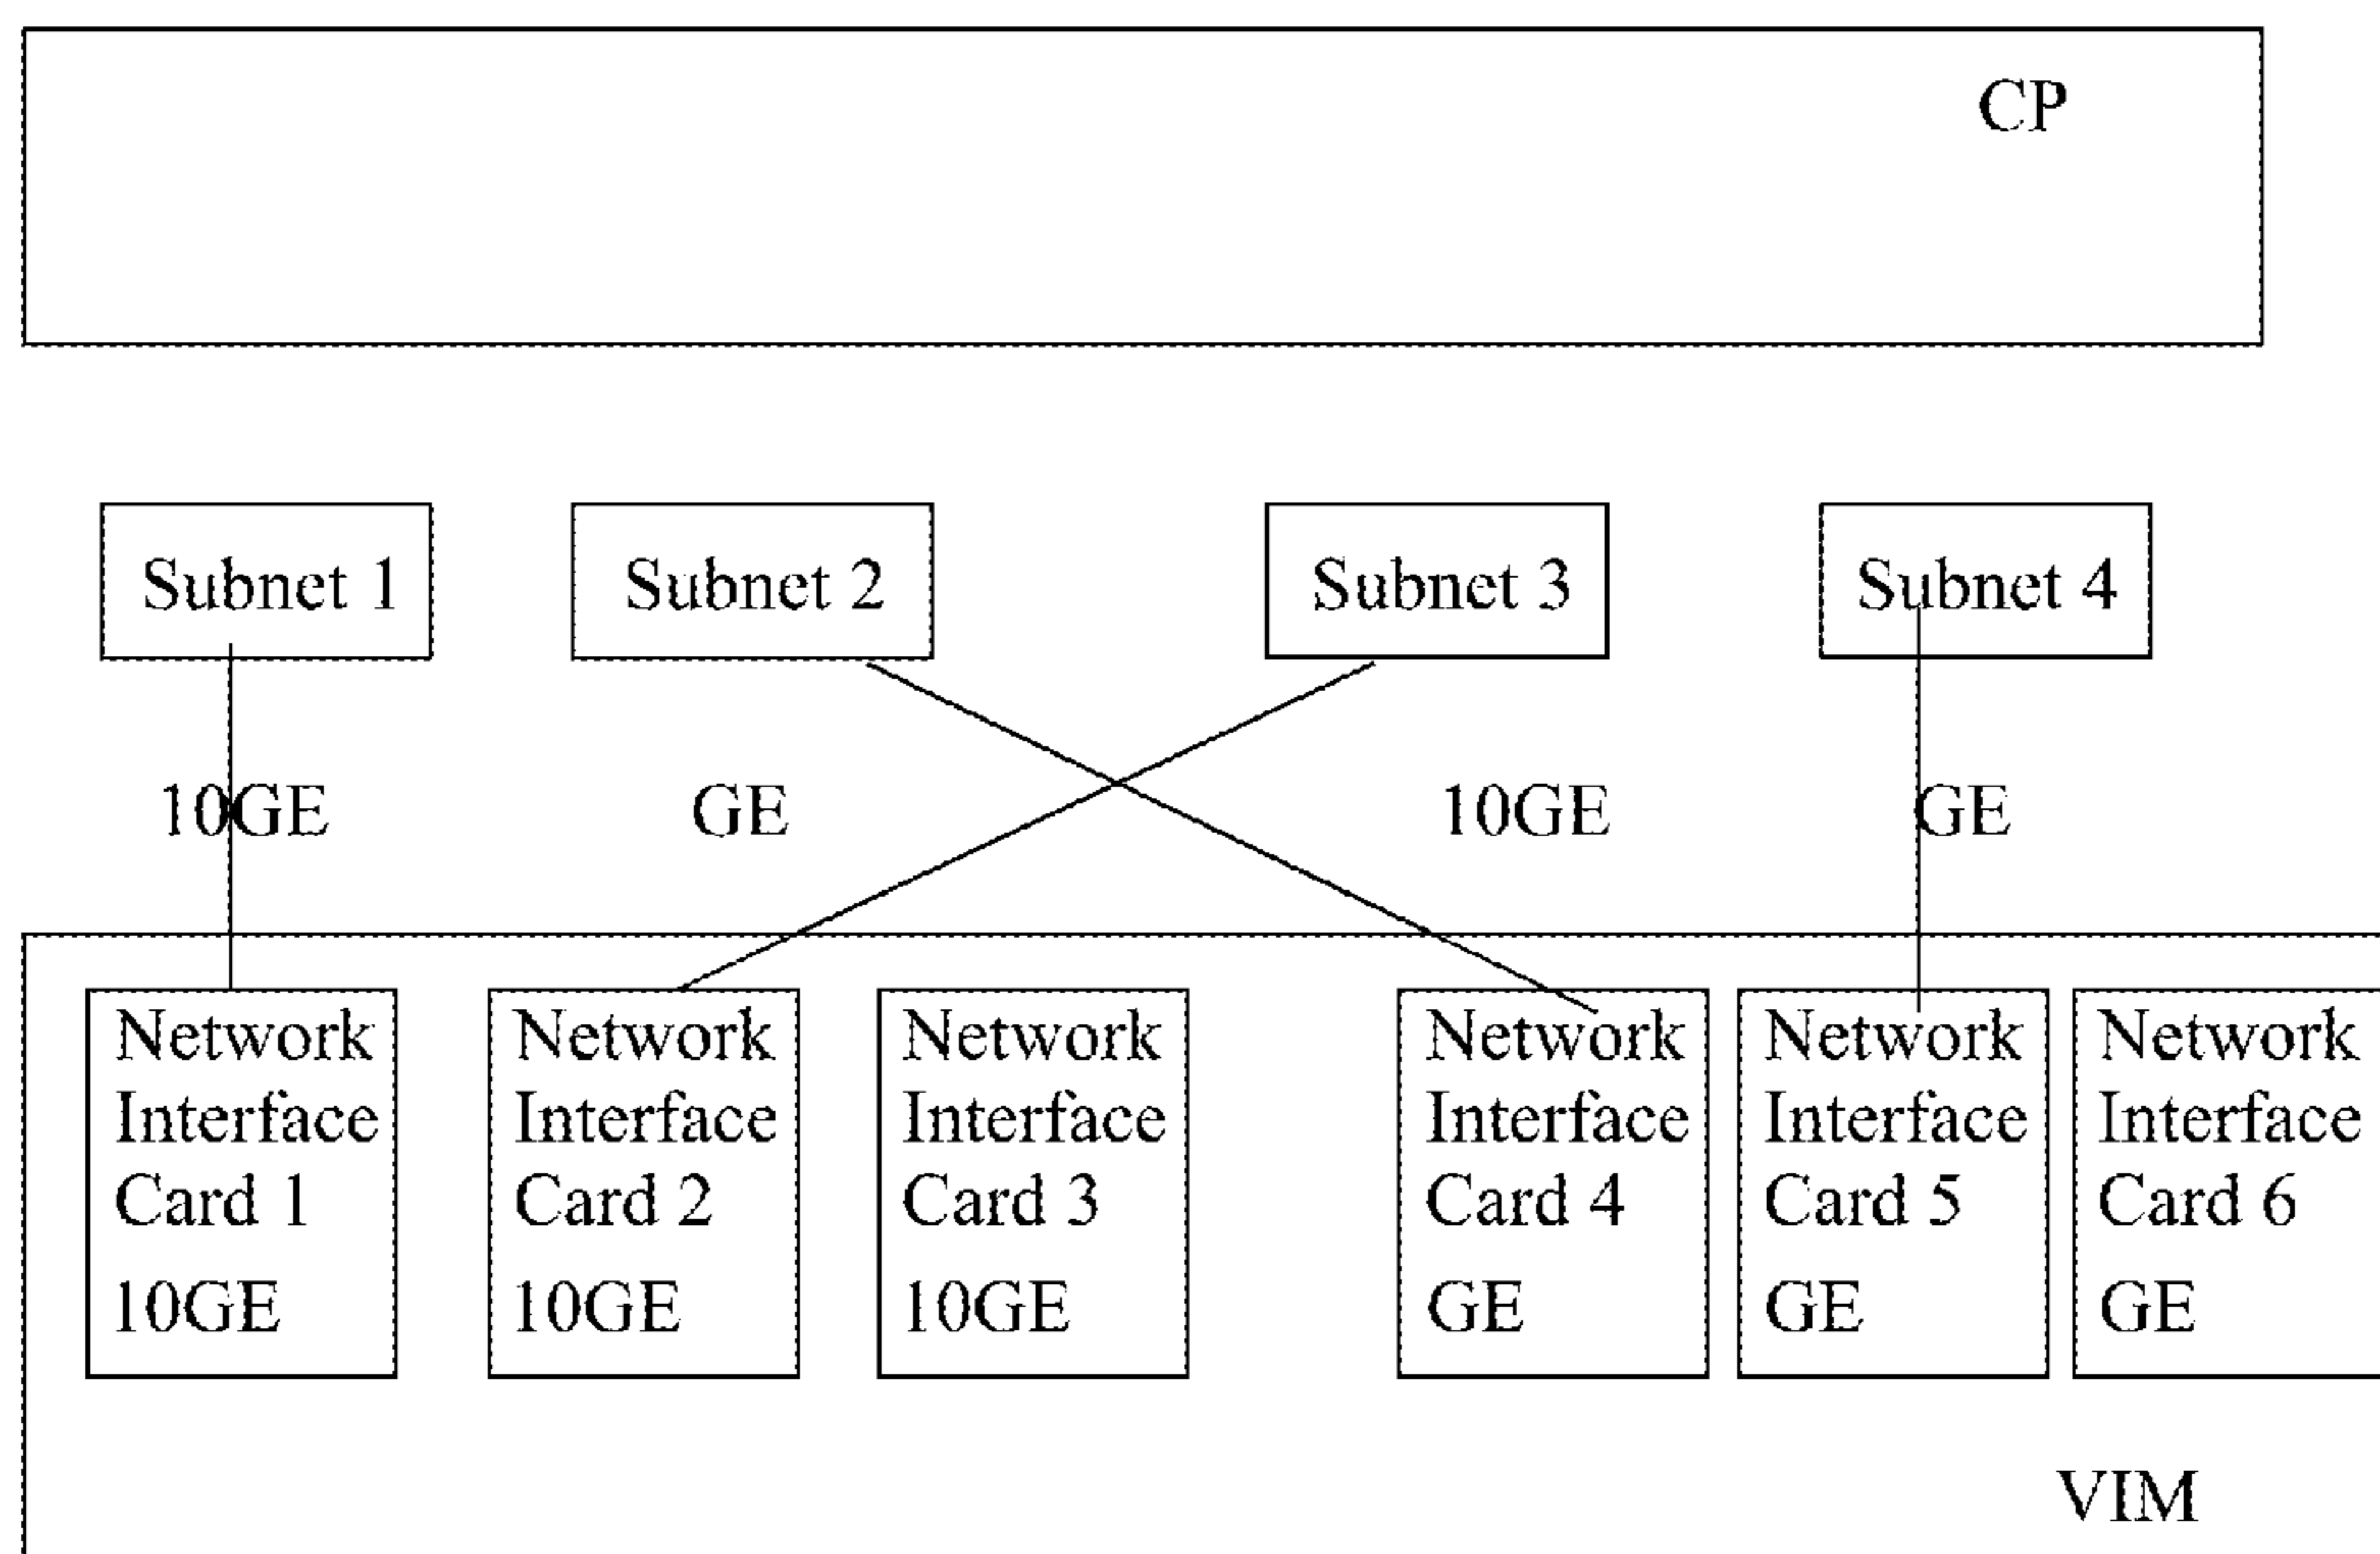 CP
Subnet 1
Subnet 2
Subnet 3
Subnet 4
10GE
GE
10GE
GE
Network
Interface
Card 1
10GE
Network
Interface
Card 2
10GE
Network
Interface
Card 3
10GE
Network
Interface
Card 4
GE
Network
Interface
Card 5
GE
Network
Interface
Card 6
GE
VIM